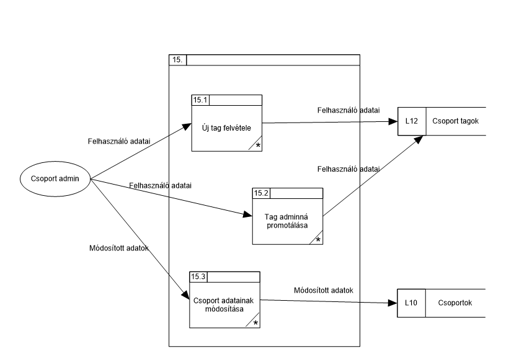 15.
15.1
Új tag felvétele
*
Felhasználó adatai
L12
Csoport tagok
Felhasználó adatai
Csoport admin
Felhasználó adatai
Felhasználó adatai
15.2
Tag adminná
promotálása
*
Módosított adatok
15.3
Csoport adatainak
módosítása
*
Módosított adatok
L10
Csoportok